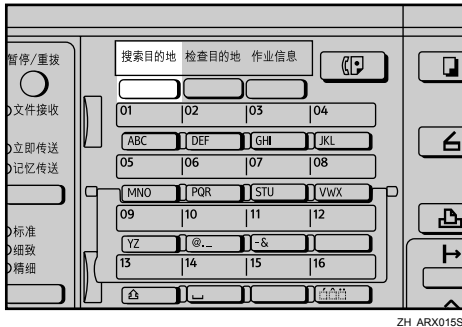 暂停/重拨
搜索目的地 检查目的地 作业信息
文件接收
01 02 03 04
ABC DEF GHI JKL
立即传送
05 06 07 08
记忆传送
MNO PQR STU VWX
09 10 11 12
标准
YZ @._ -&
细致
13 14 15 16
精细
ZH ARX015S